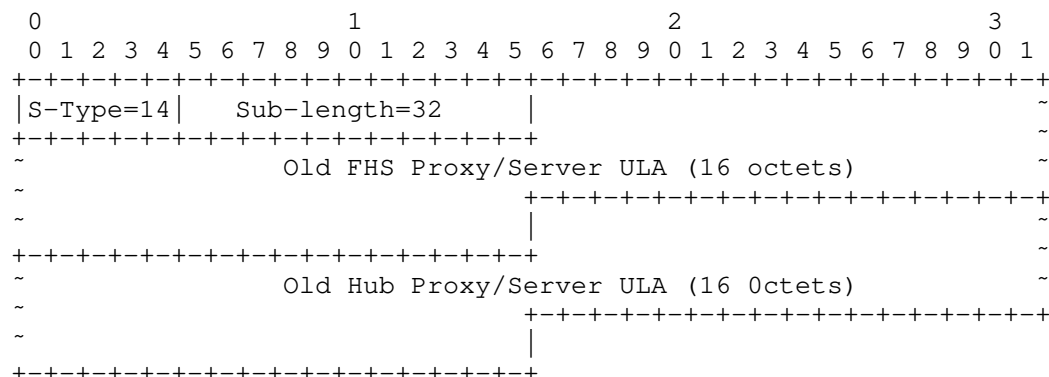 0                   1                   2                   3
0 1 2 3 4 5 6 7 8 9 0 1 2 3 4 5 6 7 8 9 0 1 2 3 4 5 6 7 8 9 0 1
+-+-+-+-+-+-+-+-+-+-+-+-+-+-+-+-+-+-+-+-+-+-+-+-+-+-+-+-+-+-+-+-+
|S-Type=14|   Sub-length=32     |                               ~
+-+-+-+-+-+-+-+-+-+-+-+-+-+-+-+-+                               ~
~                Old FHS Proxy/Server ULA (16 octets)           ~
~                               +-+-+-+-+-+-+-+-+-+-+-+-+-+-+-+-+
~                               |                               ~
+-+-+-+-+-+-+-+-+-+-+-+-+-+-+-+-+                               ~
~                Old Hub Proxy/Server ULA (16 0ctets)           ~
~                               +-+-+-+-+-+-+-+-+-+-+-+-+-+-+-+-+
~                               |
+-+-+-+-+-+-+-+-+-+-+-+-+-+-+-+-+